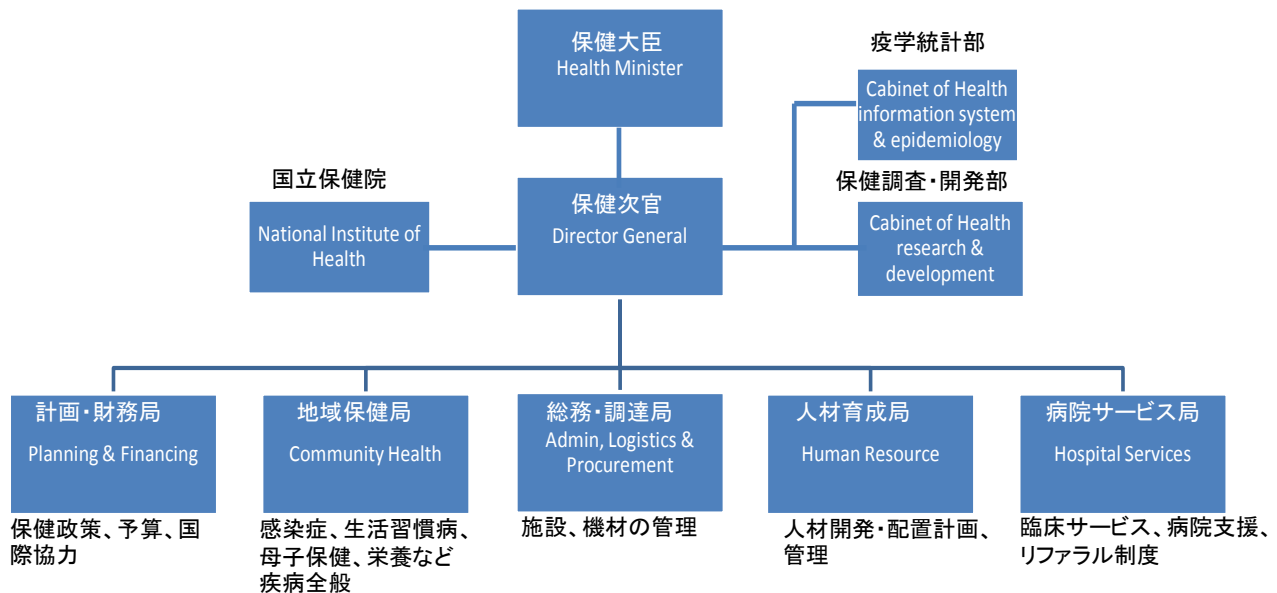 保健大臣
Health Minister
疫学統計部
Cabinet of Health
information system
& epidemiology
国立保健院
National Institute of
Health
保健次官
Director General
保健調査・開発部
Cabinet of Health
research &
development
計画・財務局
Planning & Financing
保健政策、予算、国
際協力
地域保健局
Community Health
感染症、生活習慣病、
母子保健、栄養など
疾病全般
総務・調達局
Admin, Logistics &
Procurement
施設、機材の管理
人材育成局
Human Resource
人材開発・配置計画、
管理
病院サービス局
Hospital Services
臨床サービス、病院支援、
リファラル制度